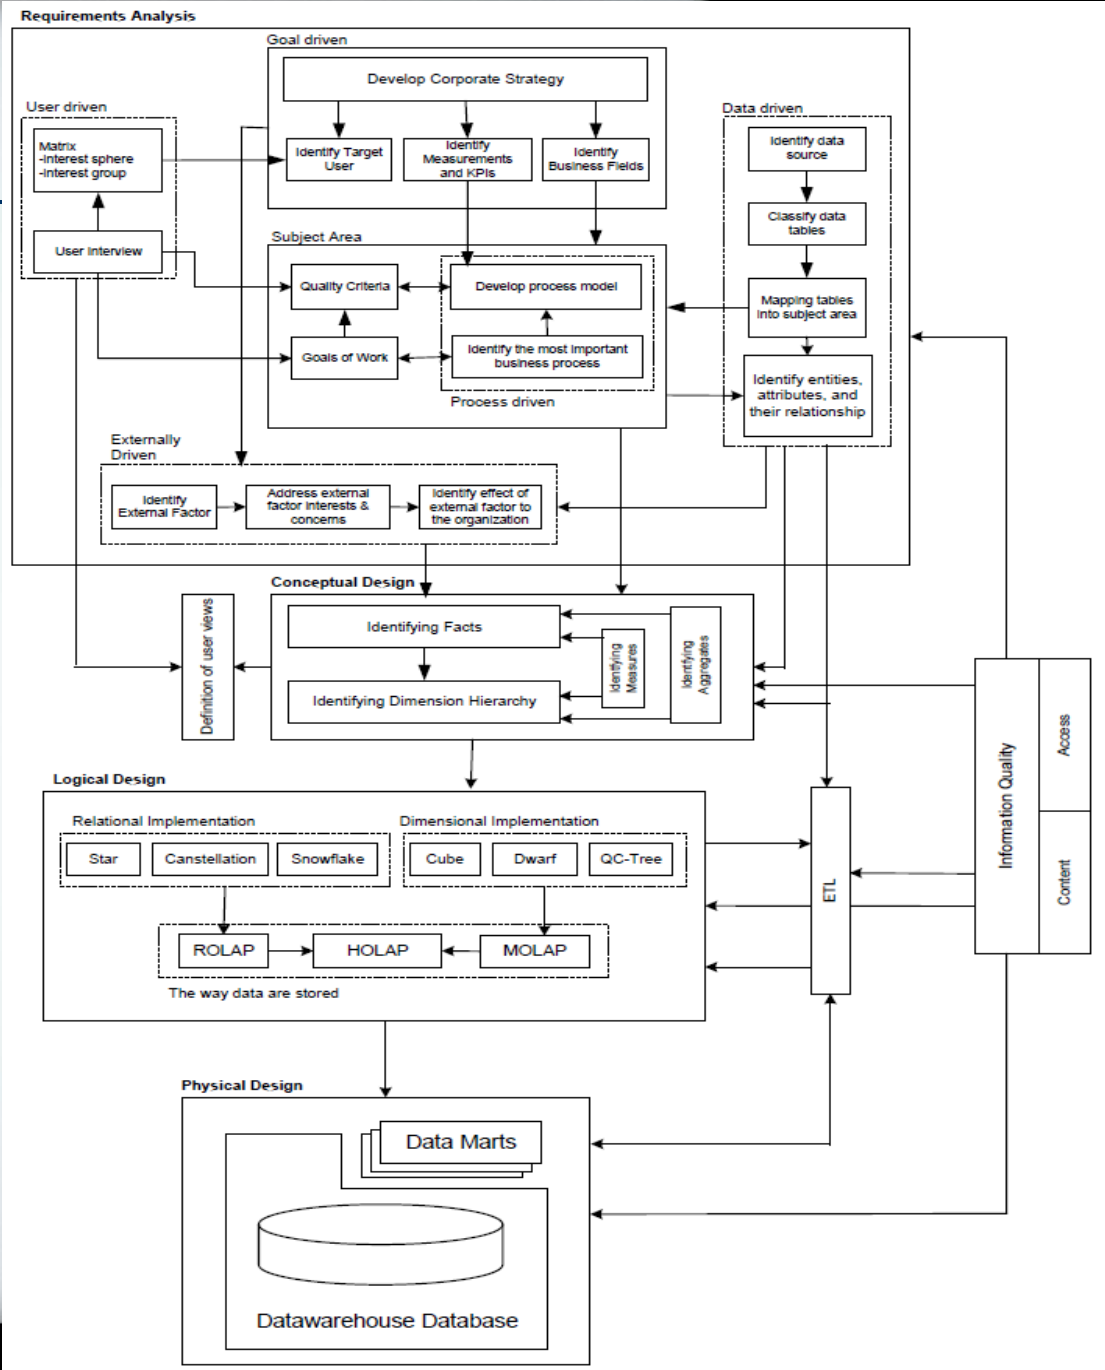 Requirements Analysis
Goal driven
Develop Corporate Strategy
User driven
Matrix
-Interest sphere
-Interest group
Identify Target
User
Identify
Measurements
and KPIs
Identify
Business Fields
User Interview
Data driven
Identify data
source
Classify data
tables
Mapping tables
into subject area
Identify entities,
attributes, and
their relationship
Subject Area
Quality Criteria
Develop process model
Goals of Work
Identify the most important
business process
Process driven
Externally
Driven
Identify
External Factor
Address external
factor interests &
concerns
Identify effect of
external factor to
the organization
Conceptual Design
Definition of user views
Identifying Facts
Identifying Dimension Hierarchy
Identifying
Measures
Identifying
Aggregates
Information Quality
Access
Content
Logical Design
Relational Implementation
Star
Canstellation
Snowflake
Dimensional Implementation
Cube
Dwarf
QC-Tree
ROLAP
HOLAP
MOLAP
The way data are stored
ETL
Physical Design
Data Marts
Datawarehouse Database